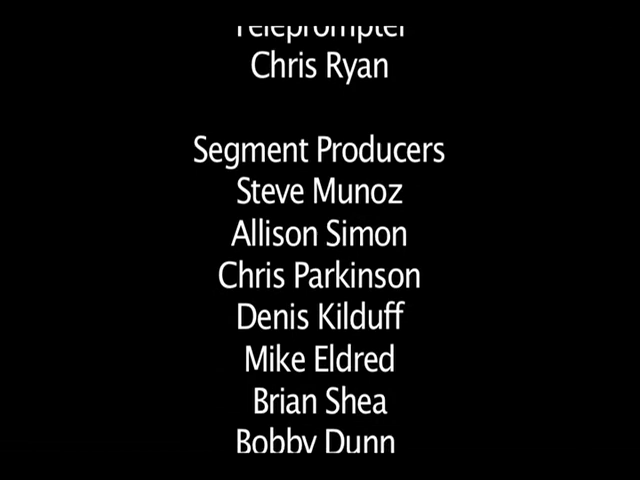 Teleprompter
Chris Ryan
Segment Producers
Steve Munoz
Allison Simon
Chris Parkinson
Denis Kilduff
Mike Eldred
Brian Shea
Bobby Dunn